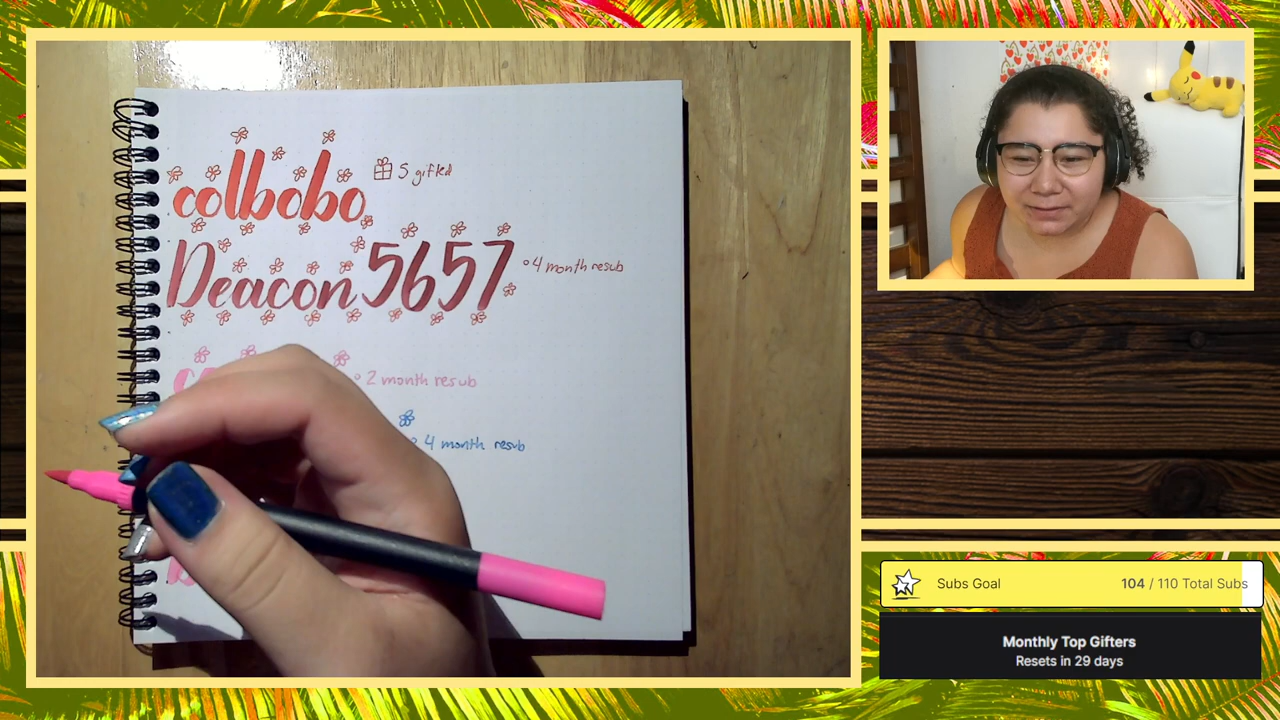 colbobo 5 gifted
Deacon5657 4 month resub
2 month resub
4 month resub
Subs Goal 104 / 110 Total Subs
Monthly Top Gifters
Resets in 29 days